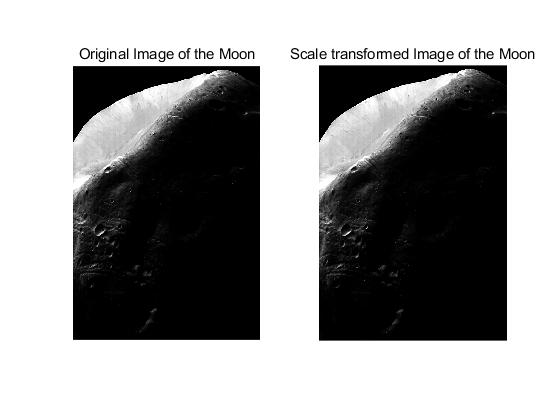 Original Image of the Moon
Scale transformed Image of the Moon